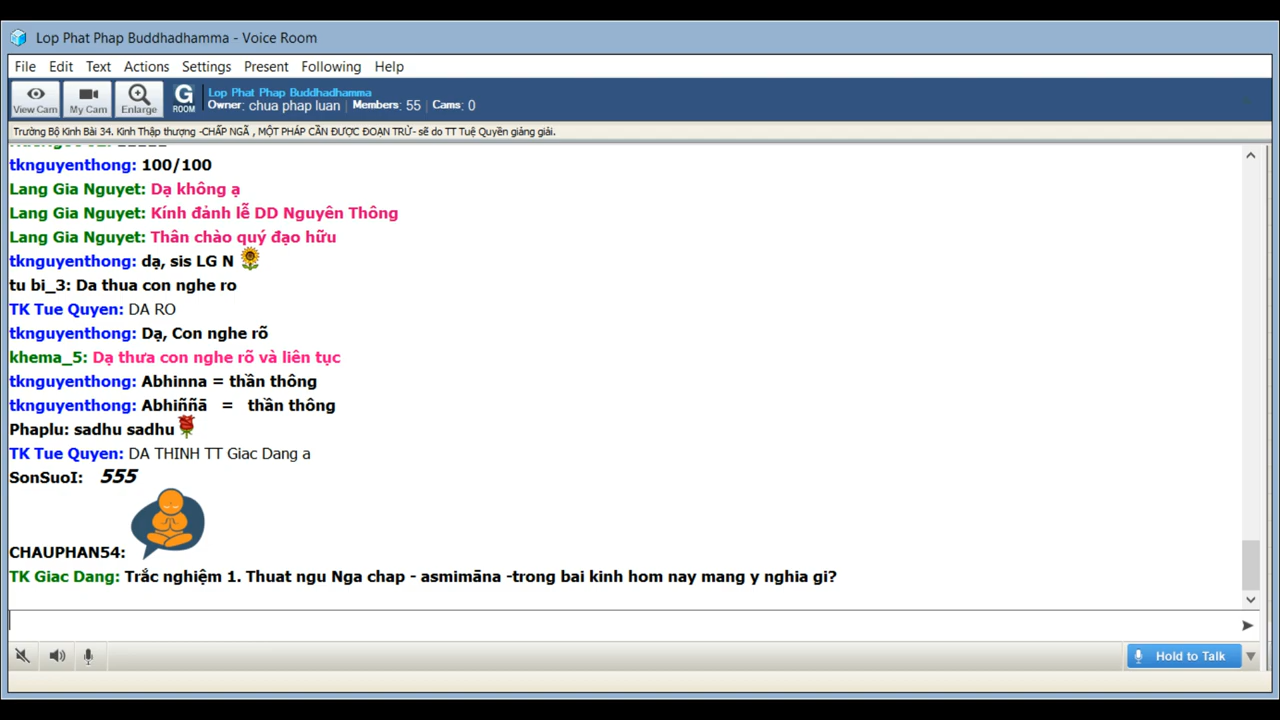 Lop Phat Phap Buddhadhamma - Voice Room
File Edit Text Actions Settings Present Following Help
View Cam My Cam Enlarge G ROOM Lop Phat Phap Buddhadhamma
Owner: chua phap luan | Members: 55 | Cams: 0
Trường Bộ Kinh Bài 34. Kinh Thập thượng -CHẤP NGÃ , MỘT PHÁP CẦN ĐƯỢC ĐOẠN TRỪ- sẽ do TT Tuệ Quyền giảng giải.
tknguyenthong: 100/100
Lang Gia Nguyet: Dạ không ạ
Lang Gia Nguyet: Kính đảnh lễ DD Nguyên Thông
Lang Gia Nguyet: Thân chào quý đạo hữu
tknguyenthong: dạ, sis LG N
tu bi_3: Da thua con nghe ro
TK Tue Quyen: DA RO
tknguyenthong: Dạ, Con nghe rõ
khema_5: Dạ thưa con nghe rõ và liên tục
tknguyenthong: Abhinna = thần thông
tknguyenthong: Abhiññā = thần thông
Phaplu: sadhu sadhu
TK Tue Quyen: DA THINH TT Giac Dang a
SonSuoI: 555
CHAUPHAN54:
TK Giac Dang: Trắc nghiệm 1. Thuat ngu Nga chap - asmimāna -trong bai kinh hom nay mang y nghia gi?
Hold to Talk